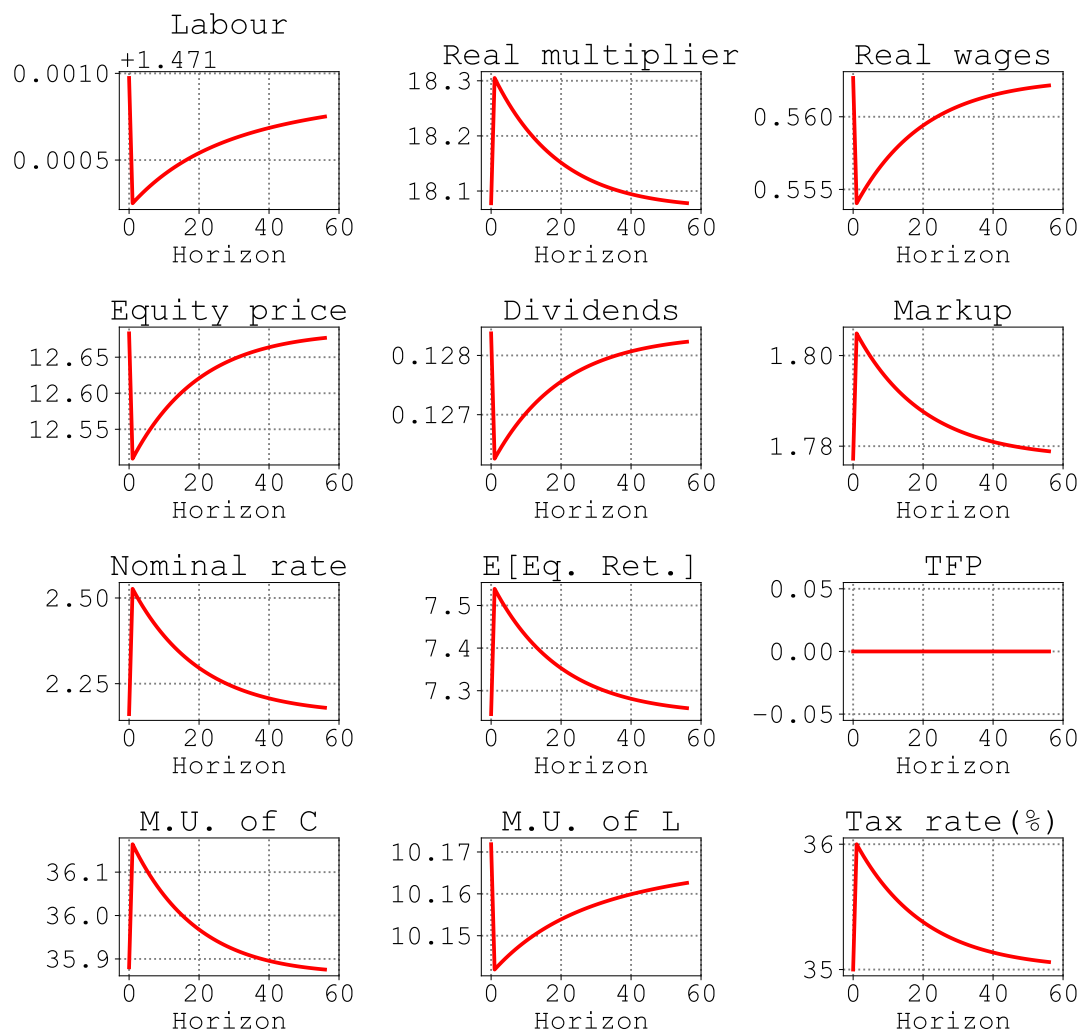 Labour
+1.471
0.0010
0.0005
0 20 40 60
Horizon
Real multiplier
18.3
18.2
18.1
0 20 40 60
Horizon
Real wages
0.560
0.555
0 20 40 60
Horizon
Equity price
12.65
12.60
12.55
0 20 40 60
Horizon
Dividends
0.128
0.127
0 20 40 60
Horizon
Markup
1.80
1.78
0 20 40 60
Horizon
Nominal rate
2.50
2.25
0 20 40 60
Horizon
E[Eq. Ret.]
7.5
7.4
7.3
0 20 40 60
Horizon
TFP
0.05
0.00
−0.05
0 20 40 60
Horizon
M.U. of C
36.1
36.0
35.9
0 20 40 60
Horizon
M.U. of L
10.17
10.16
10.15
0 20 40 60
Horizon
Tax rate(%)
36
35
0 20 40 60
Horizon